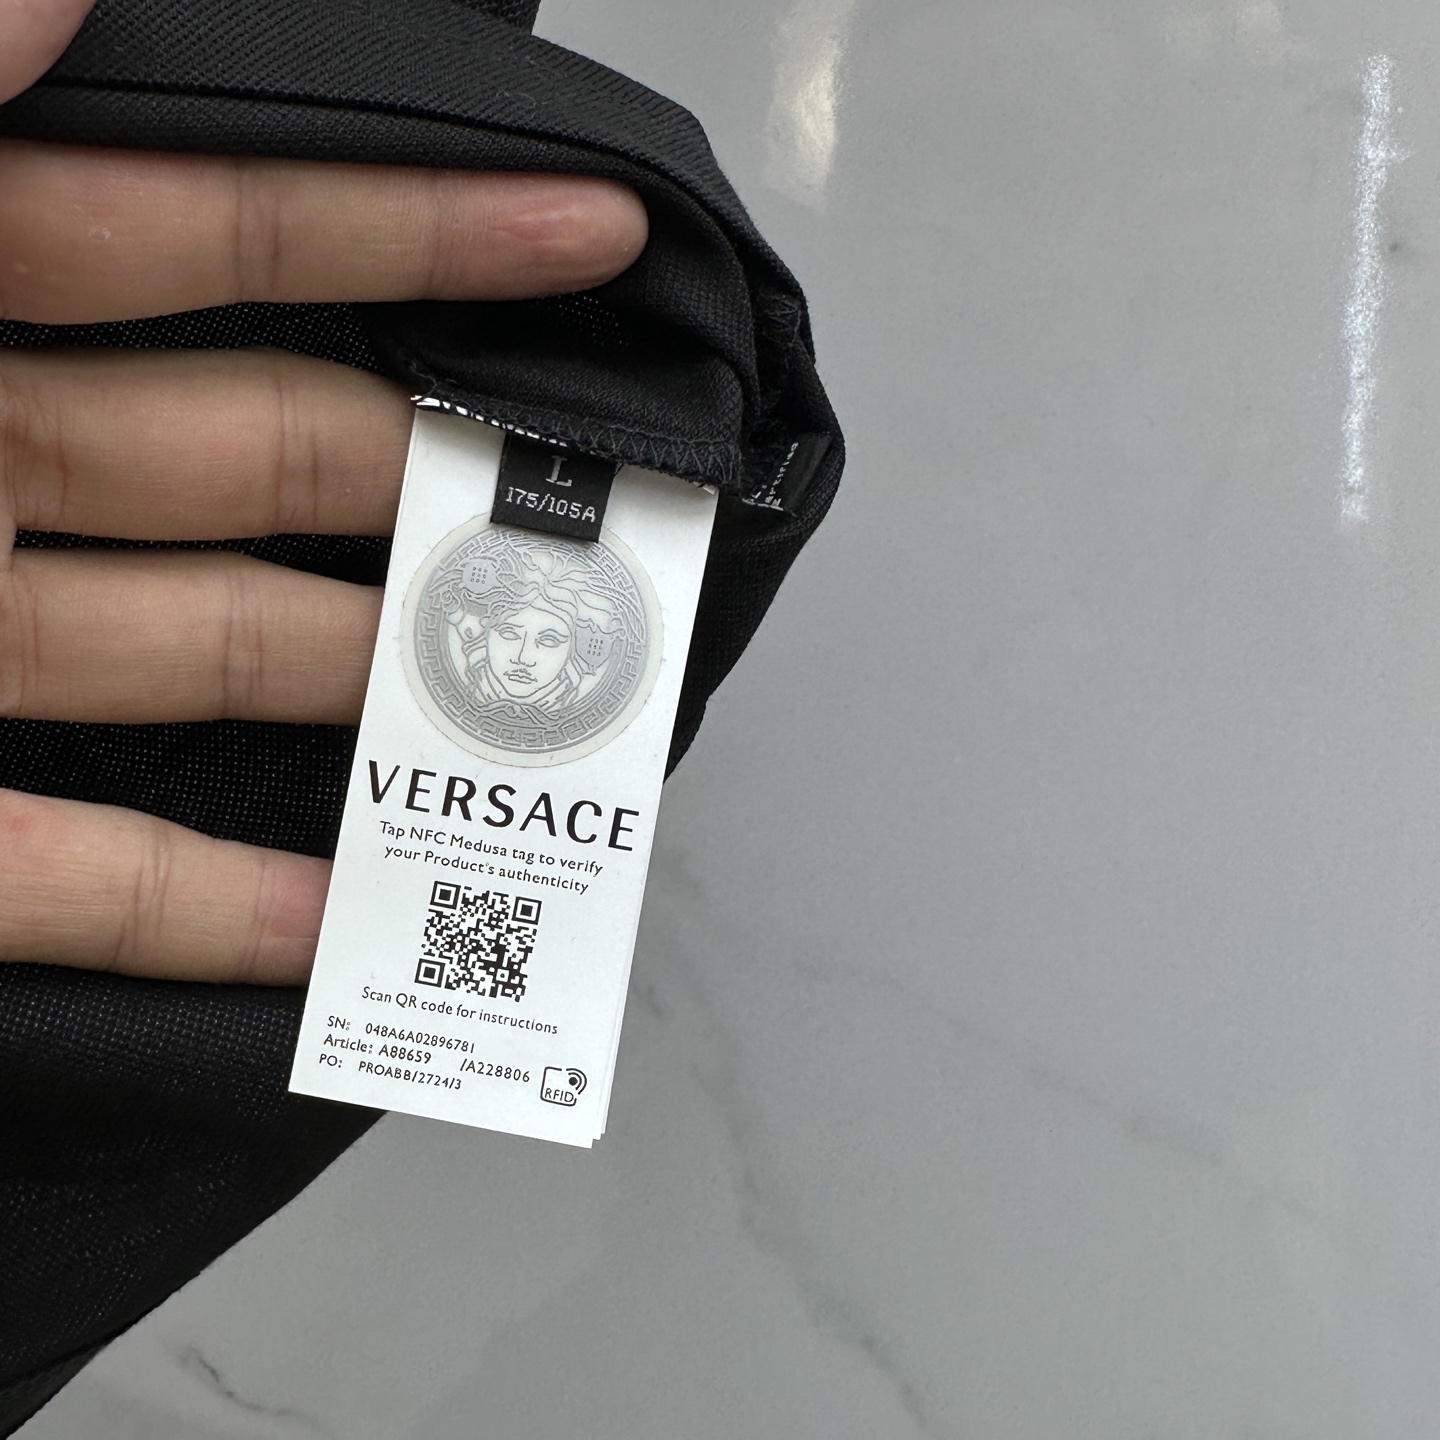 L
175/105A
VERSACE
Tap NFC Medusa tag to verify
your Product's authenticity
Scan QR code for instructions
SN: 048A6A02896781
Article: A88659 /A228806
PO: PROABB/2724/3
RFID